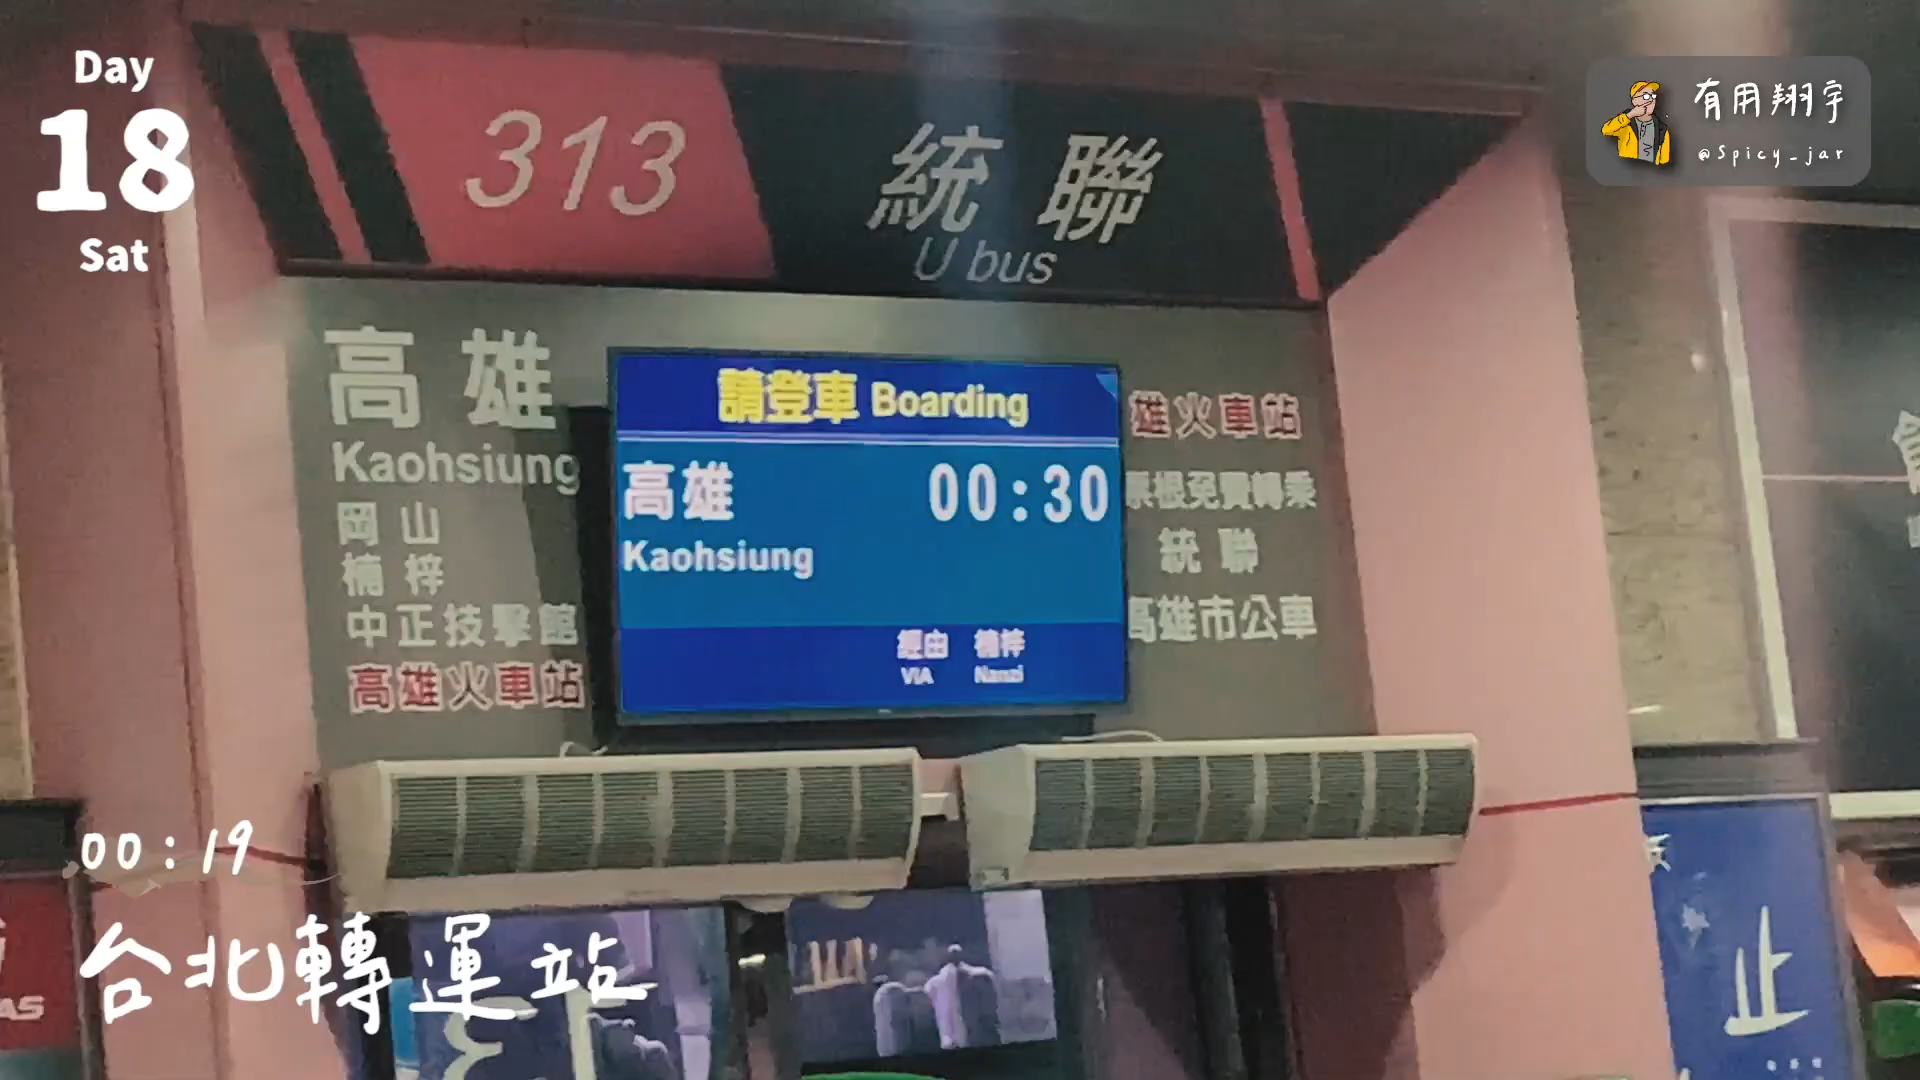 Day
18
Sat
有用翔宇
@Spicy_jar
313
統聯
U bus
高雄
Kaohsiung
岡山
楠梓
中正技擊館
高雄火車站
請登車 Boarding
高雄 00:30
Kaohsiung
經由 楠梓
VIA Nanzi
雄火車站
票根免費轉乘
統聯
高雄市公車
00:19
台北轉運站
AS
止